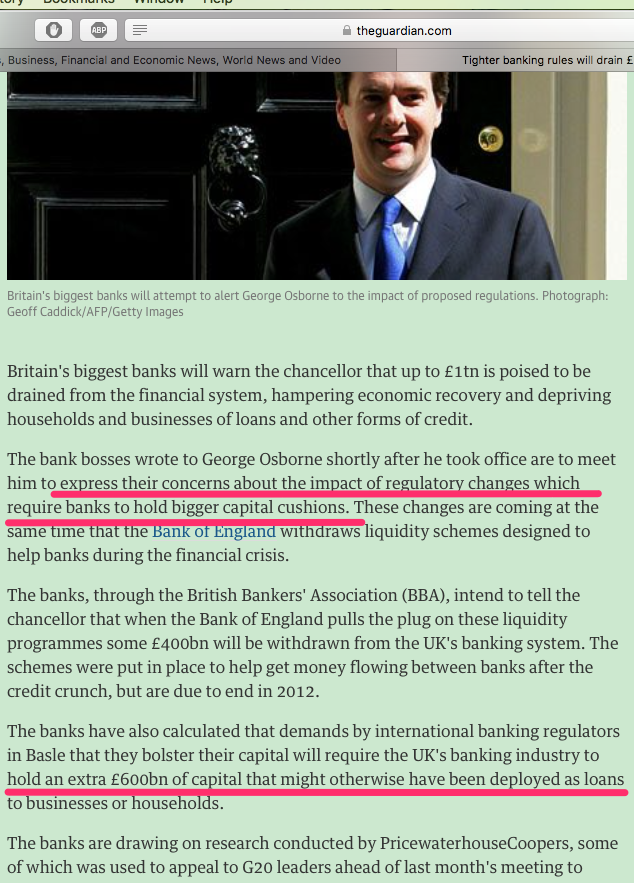 Bookmarks Window Help
ABP
theguardian.com
, Business, Financial and Economic News, World News and Video
Tighter banking rules will drain £
Britain's biggest banks will attempt to alert George Osborne to the impact of proposed regulations. Photograph:
Geoff Caddick/AFP/Getty Images
Britain's biggest banks will warn the chancellor that up to £1tn is poised to be
drained from the financial system, hampering economic recovery and depriving
households and businesses of loans and other forms of credit.
The bank bosses wrote to George Osborne shortly after he took office are to meet
him to express their concerns about the impact of regulatory changes which
require banks to hold bigger capital cushions. These changes are coming at the
same time that the Bank of England withdraws liquidity schemes designed to
help banks during the financial crisis.
The banks, through the British Bankers' Association (BBA), intend to tell the
chancellor that when the Bank of England pulls the plug on these liquidity
programmes some £400bn will be withdrawn from the UK's banking system. The
schemes were put in place to help get money flowing between banks after the
credit crunch, but are due to end in 2012.
The banks have also calculated that demands by international banking regulators
in Basle that they bolster their capital will require the UK's banking industry to
hold an extra £600bn of capital that might otherwise have been deployed as loans
to businesses or households.
The banks are drawing on research conducted by PricewaterhouseCoopers, some
of which was used to appeal to G20 leaders ahead of last month's meeting to